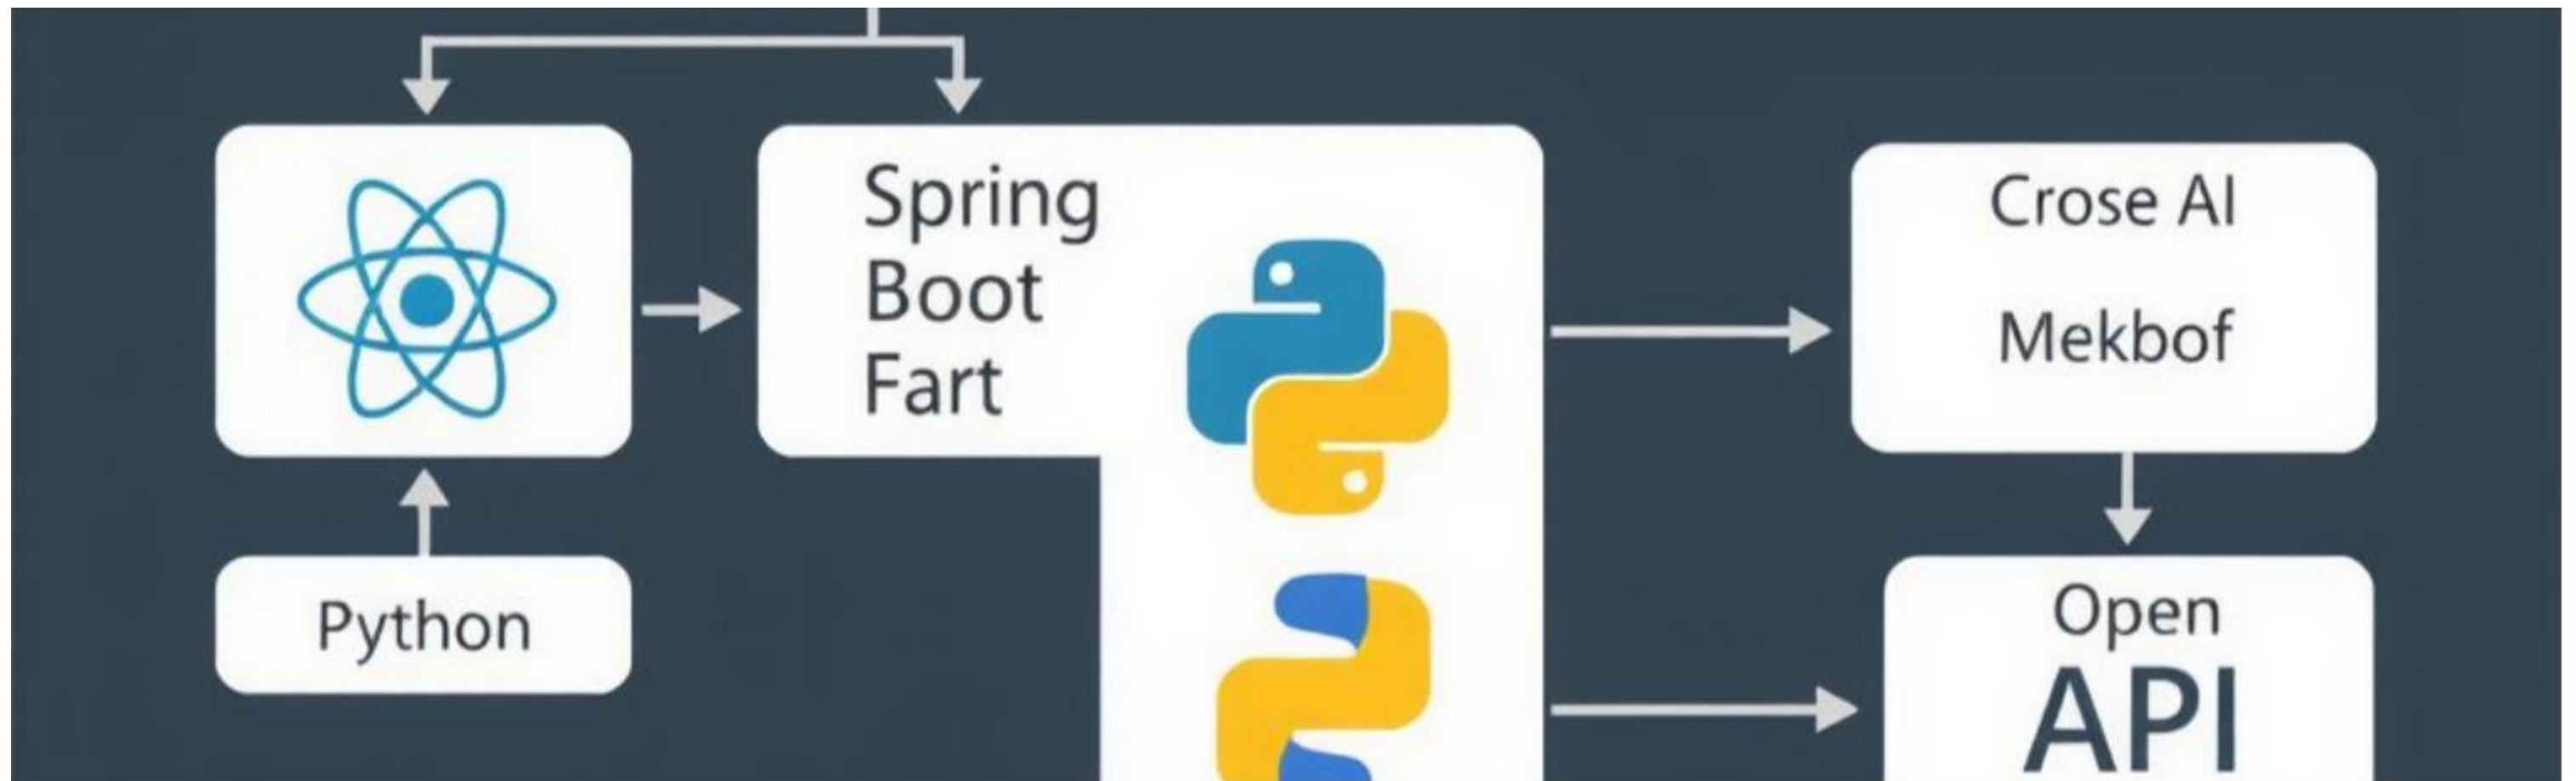 Spring
Boot
Fart
Crose AI
Mekbof
Python
Open
API